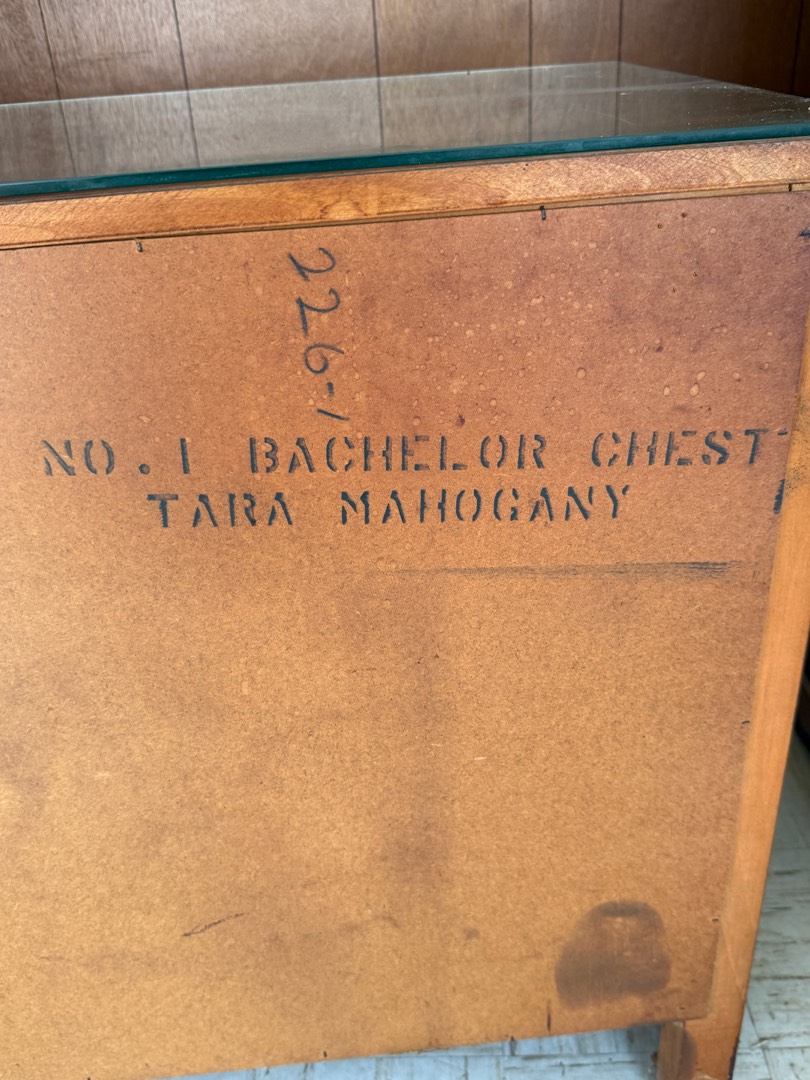 226-1
NO. 1 BACHELOR CHEST
TARA MAHOGANY